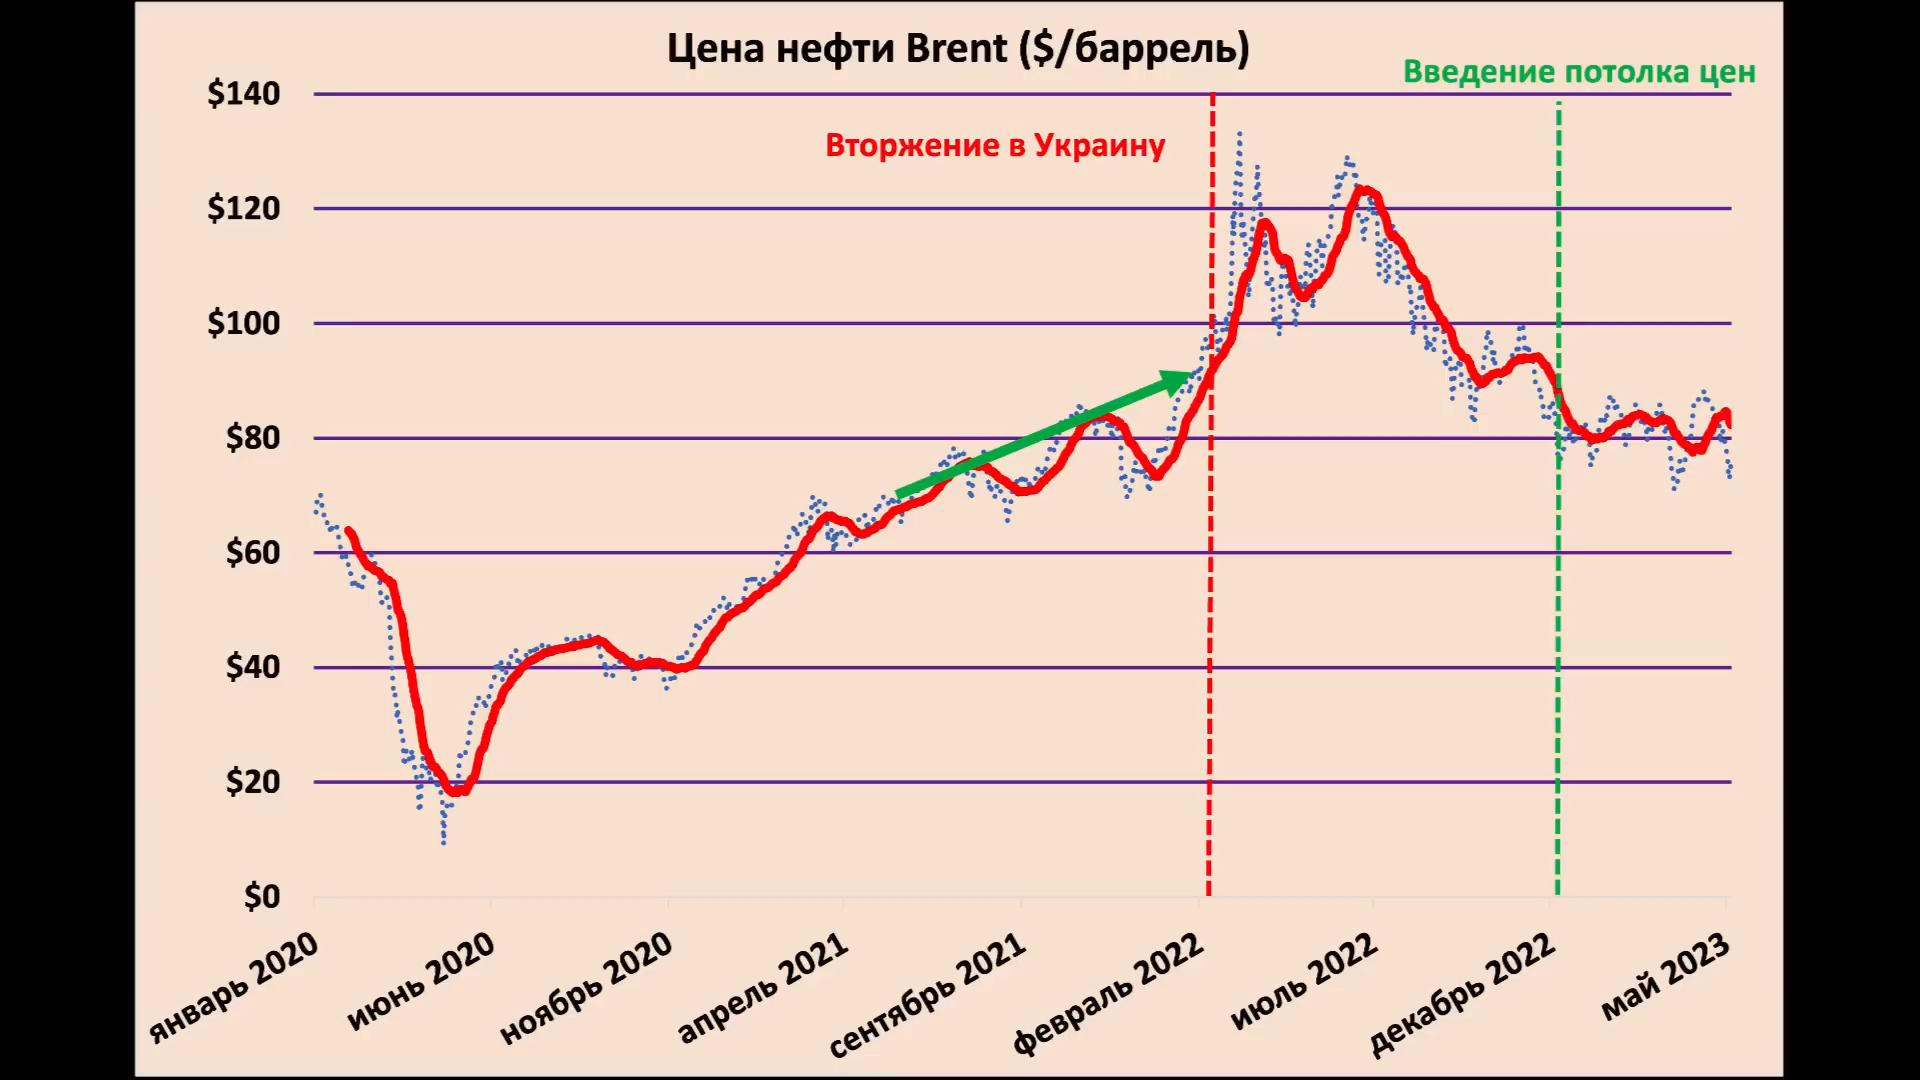 Цена нефти Brent ($/баррель)
Введение потолка цен
$140
Вторжение в Украину
$120
$100
$80
$60
$40
$20
$0
январь 2020
июнь 2020
ноябрь 2020
апрель 2021
сентябрь 2021
февраль 2022
июль 2022
декабрь 2022
май 2023